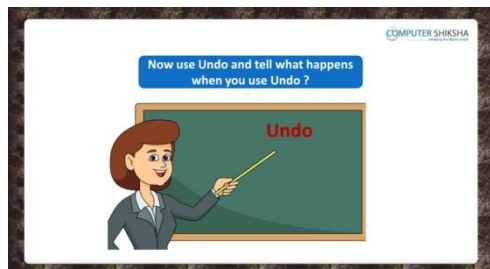 COMPUTER SHIKSHA
Now use Undo and tell what happens
when you use Undo ?
Undo